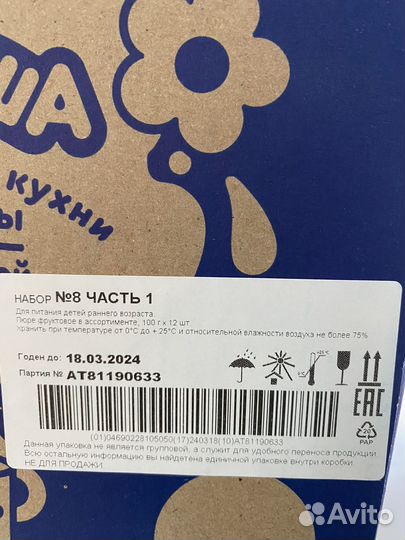 ША
КУХНИ
НАБОР №8 ЧАСТЬ 1
Для питания детей раннего возраста.
Пюре фруктовое в ассортименте, 100 г х 12 шт
Хранить при температуре от 0°С до + 25°С и относительной влажности воздуха не более 75%
Годен до: 18.03.2024
Партия № АТ81190633
0°C
+25°C
EAC
20
PAP
(01)04690228105050(17)240318(10)AT81190633
Данная упаковка не является групповой, а служит для удобного переноса продукции
Всю остальную информацию вы найдете на единичной упаковке внутри коробки.
НЕ ДЛЯ ПРОДАЖИ
Avito